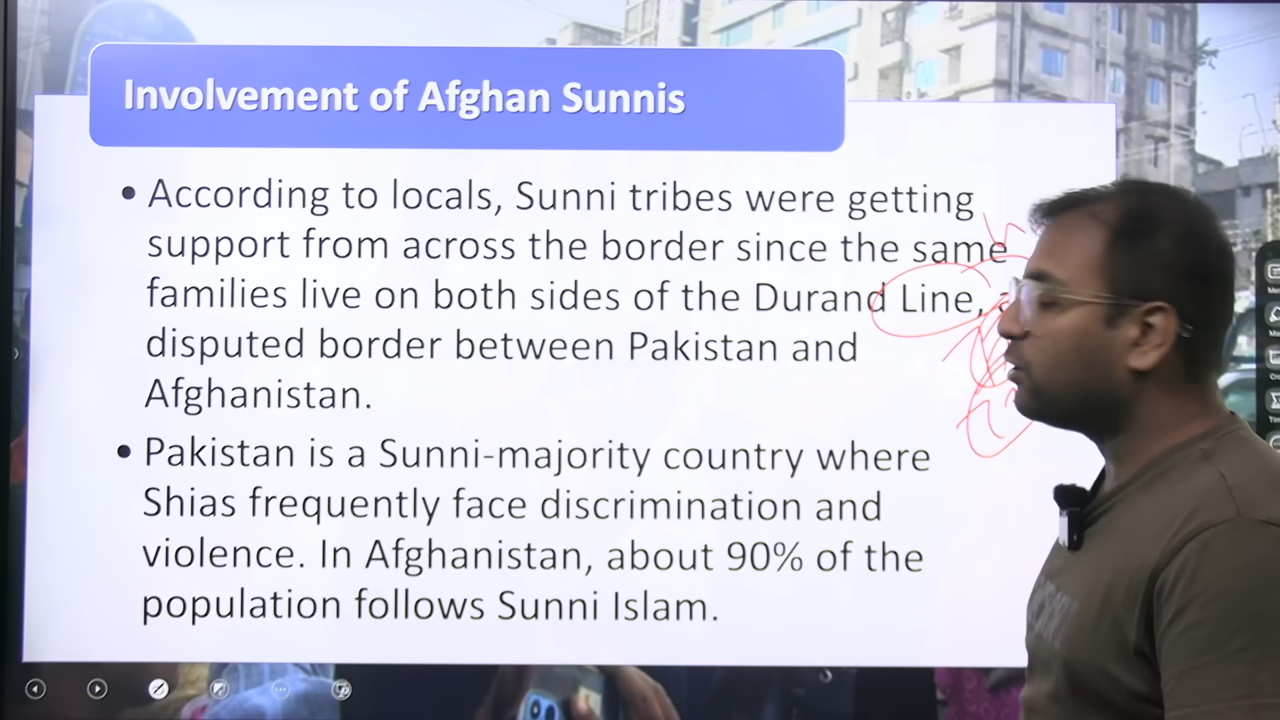 Involvement of Afghan Sunnis
• According to locals, Sunni tribes were getting
support from across the border since the same
families live on both sides of the Durand Line,
disputed border between Pakistan and
Afghanistan.
• Pakistan is a Sunni-majority country where
Shias frequently face discrimination and
violence. In Afghanistan, about 90% of the
population follows Sunni Islam.